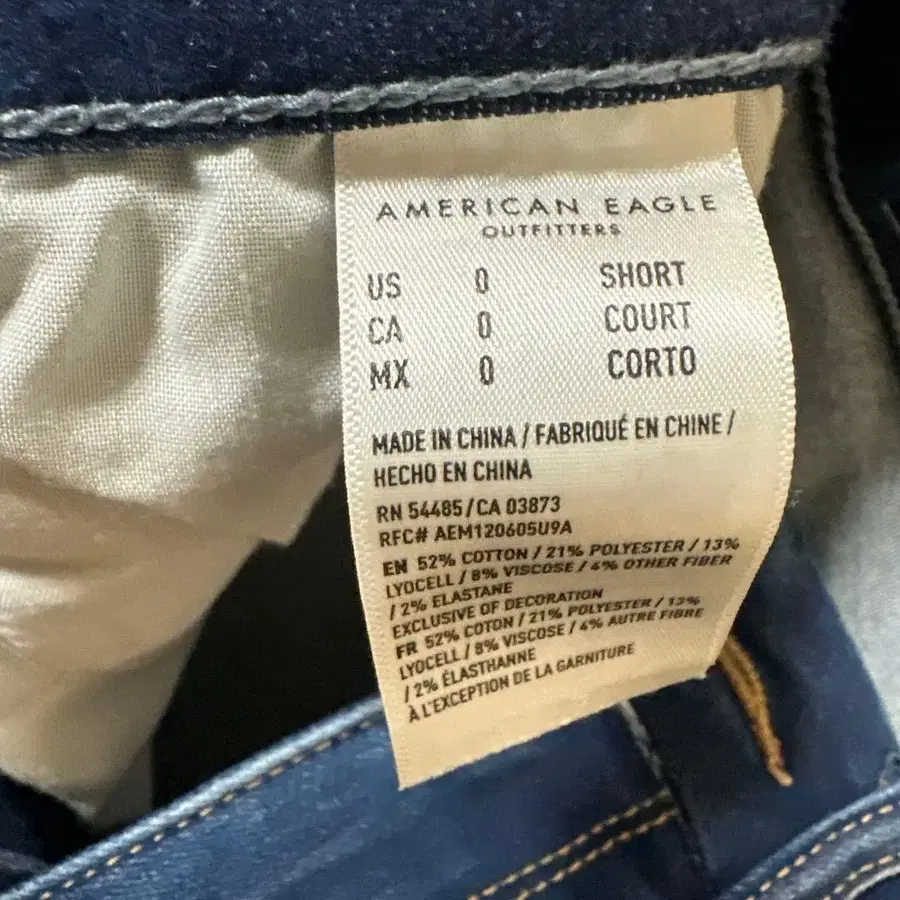 AMERICAN EAGLE
OUTFITTERS
US 0 SHORT
CA 0 COURT
MX 0 CORTO
MADE IN CHINA / FABRIQUÉ EN CHINE /
HECHO EN CHINA
RN 54485 / CA 03873
RFC# AEM120605U9A
EN 52% COTTON / 21% POLYESTER / 13%
LYOCELL / 8% VISCOSE / 4% OTHER FIBER
/ 2% ELASTANE
EXCLUSIVE OF DECORATION
FR 52% COTON / 21% POLYESTER / 13%
LYOCELL / 8% VISCOSE / 4% AUTRE FIBRE
/ 2% ÉLASTHANNE
À L'EXCEPTION DE LA GARNITURE